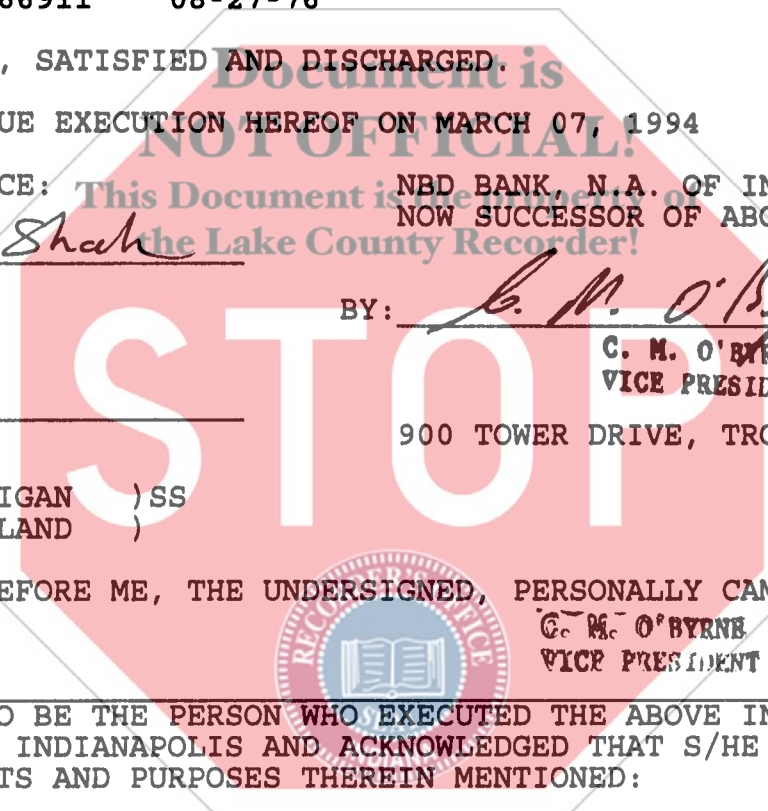 66911 08-27-76
, SATISFIED AND DISCHARGED.
Document is
UE EXECUTION HEREOF ON MARCH 07, 1994
NOT OFFICIAL!
CE:
NBD BANK, N.A. OF IN
This Document is the property of
NOW SUCCESSOR OF ABO
Shah
the Lake County Recorder!
BY: C. M. O'B
C. M. O'BYR
VICE PRESID
STOP
900 TOWER DRIVE, TRO
IGAN )SS
LAND )
EFORE ME, THE UNDERSIGNED, PERSONALLY CAM
C. M. O'BYRNE
VICE PRESIDENT
RECORDER'S OFFICE
O BE THE PERSON WHO EXECUTED THE ABOVE IN
INDIANAPOLIS AND ACKNOWLEDGED THAT S/HE
INDIANA
TS AND PURPOSES THEREIN MENTIONED: